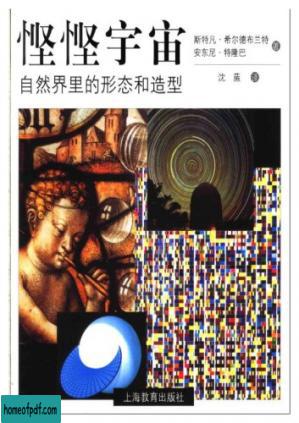 悭悭宇宙
自然界里的形态和造型
斯特凡·希尔德布兰特
安东尼·特隆巴
著
沈葹 译
上海教育出版社
homeofpdf.com